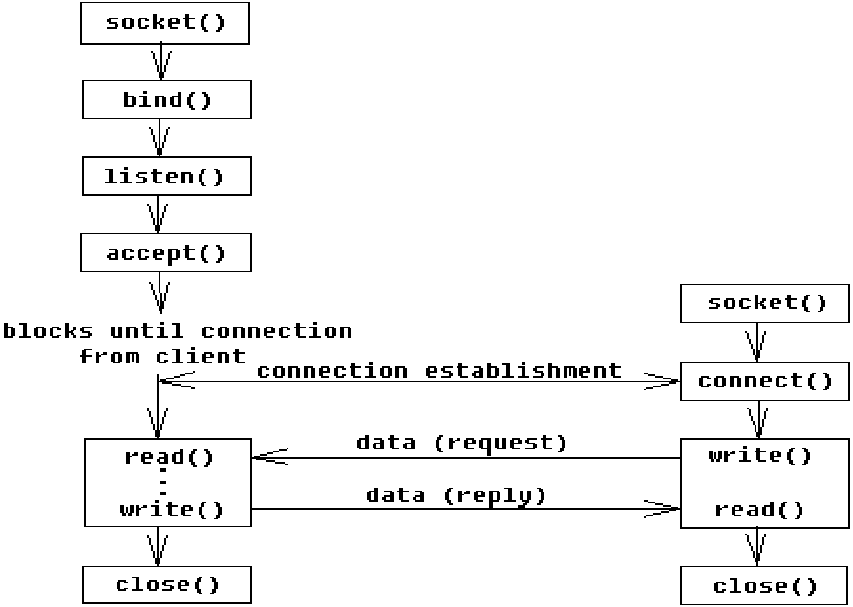 socket()
bind()
listen()
accept()
blocks until connection
from client
read()
write()
close()
connection establishment
data (request)
data (reply)
socket()
connect()
write()
read()
close()